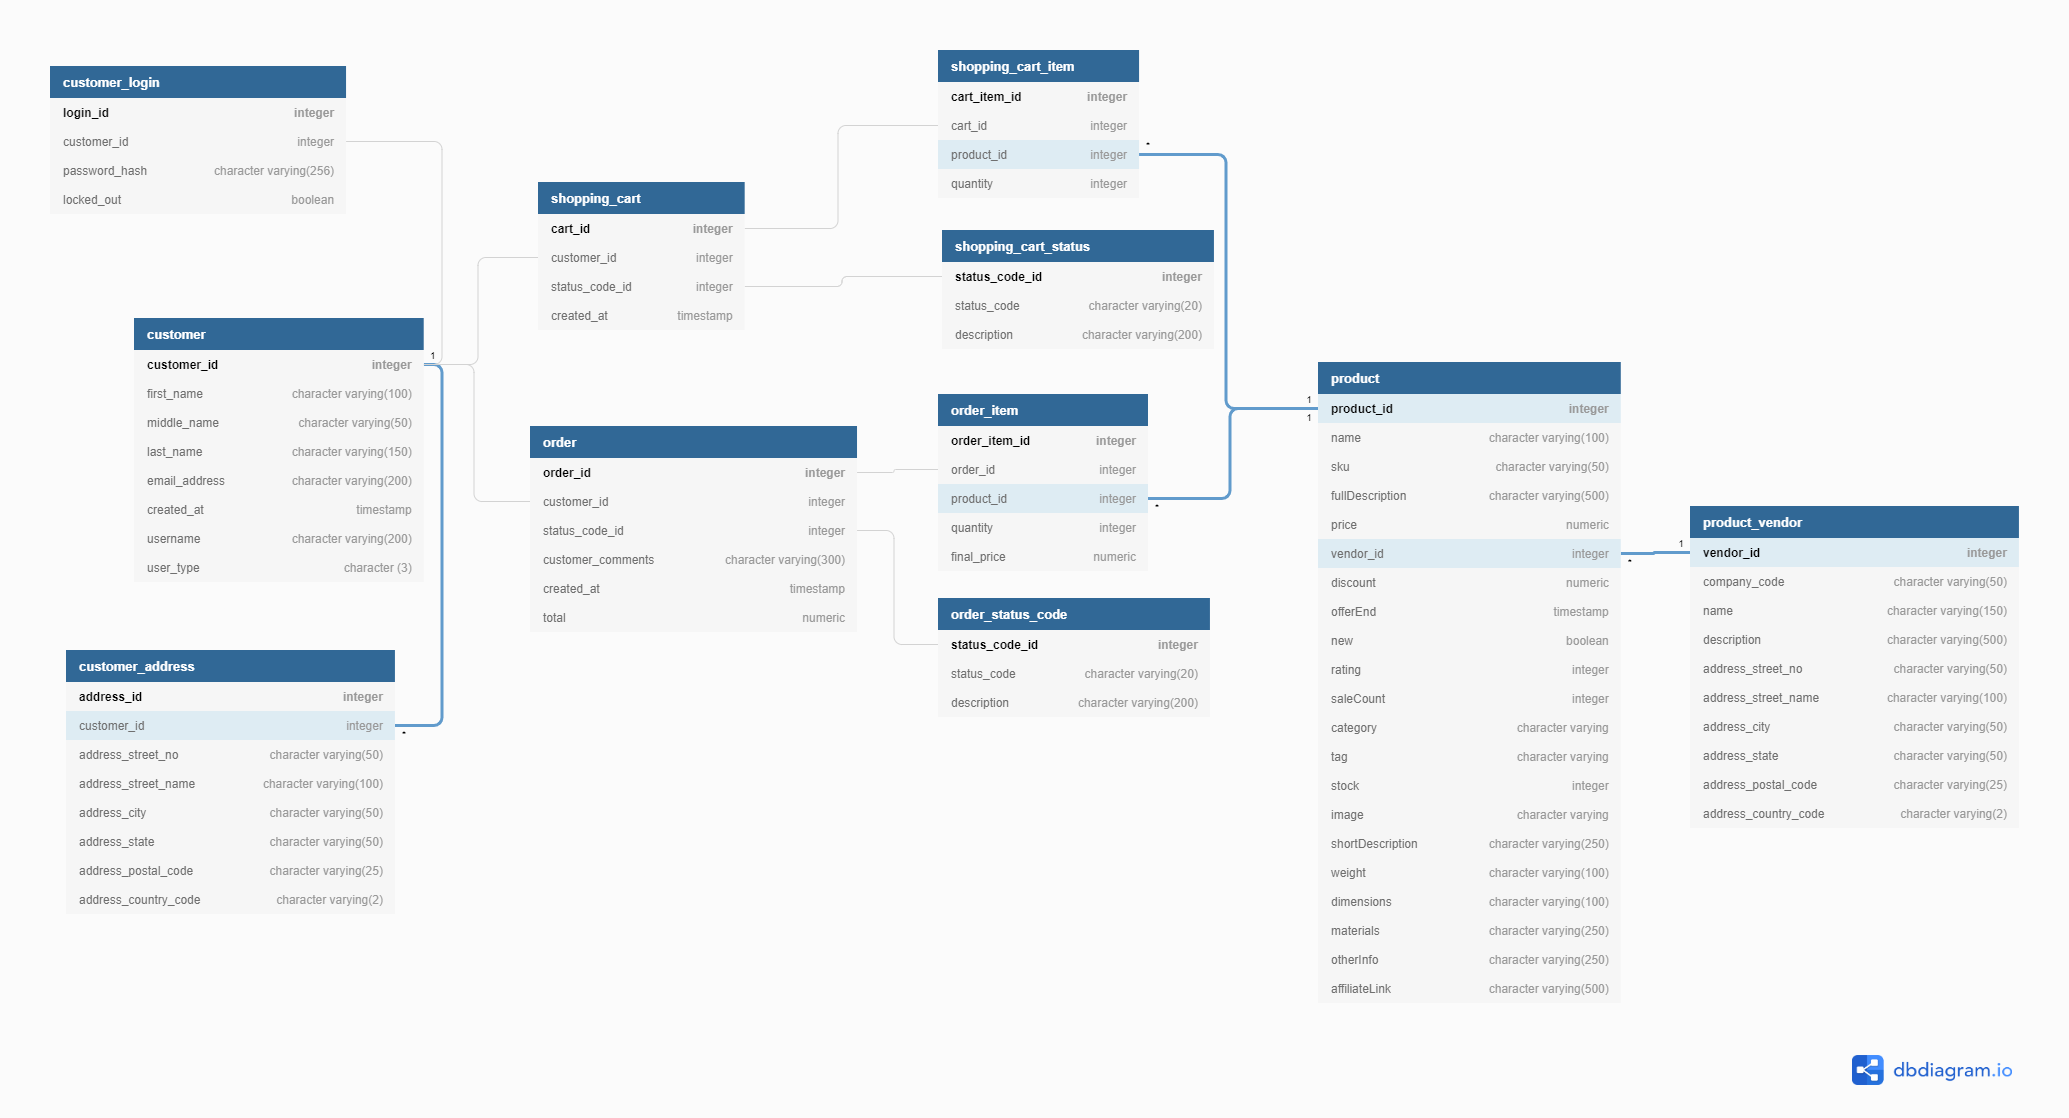 customer_login
login_id integer
customer_id integer
password_hash character varying(256)
locked_out boolean
customer
1
customer_id integer
first_name character varying(100)
middle_name character varying(50)
last_name character varying(150)
email_address character varying(200)
created_at timestamp
username character varying(200)
user_type character (3)
customer_address
address_id integer
customer_id integer
*
address_street_no character varying(50)
address_street_name character varying(100)
address_city character varying(50)
address_state character varying(50)
address_postal_code character varying(25)
address_country_code character varying(2)
shopping_cart
cart_id integer
customer_id integer
status_code_id integer
created_at timestamp
order
order_id integer
customer_id integer
status_code_id integer
customer_comments character varying(300)
created_at timestamp
total numeric
shopping_cart_item
cart_item_id integer
cart_id integer
*
product_id integer
quantity integer
shopping_cart_status
status_code_id integer
status_code character varying(20)
description character varying(200)
order_item
order_item_id integer
order_id integer
product_id integer
*
quantity integer
final_price numeric
order_status_code
status_code_id integer
status_code character varying(20)
description character varying(200)
product
1
product_id integer
1
name character varying(100)
sku character varying(50)
fullDescription character varying(500)
price numeric
vendor_id integer
*
discount numeric
offerEnd timestamp
new boolean
rating integer
saleCount integer
category character varying
tag character varying
stock integer
image character varying
shortDescription character varying(250)
weight character varying(100)
dimensions character varying(100)
materials character varying(250)
otherInfo character varying(250)
affiliateLink character varying(500)
product_vendor
1
vendor_id integer
company_code character varying(50)
name character varying(150)
description character varying(500)
address_street_no character varying(50)
address_street_name character varying(100)
address_city character varying(50)
address_state character varying(50)
address_postal_code character varying(25)
address_country_code character varying(2)
dbdiagram.io